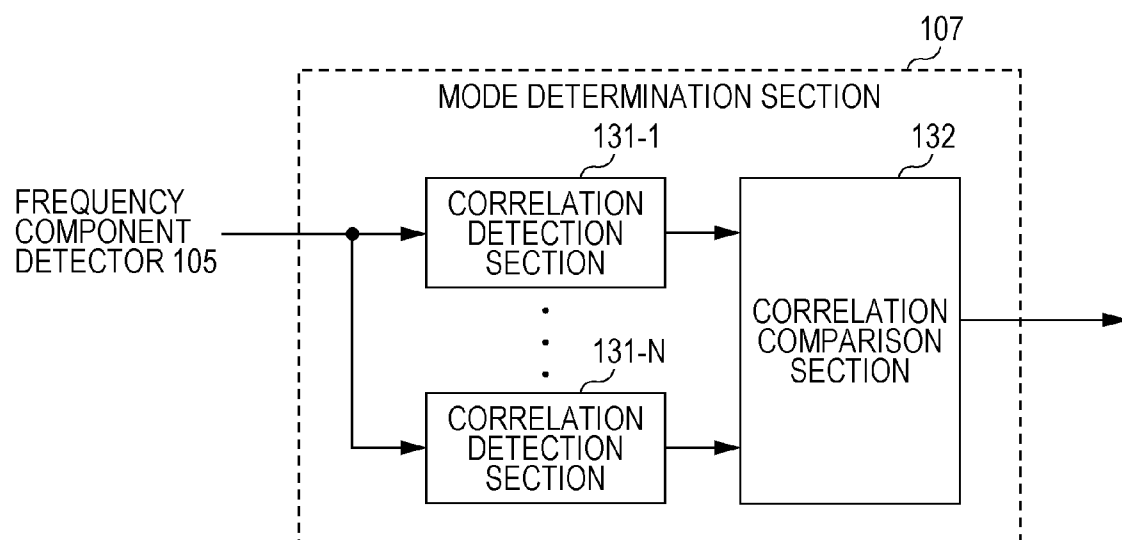 107
MODE DETERMINATION SECTION
131-1
132
FREQUENCY
COMPONENT
DETECTOR 105
CORRELATION
DETECTION
SECTION
CORRELATION
COMPARISON
SECTION
131-N
CORRELATION
DETECTION
SECTION